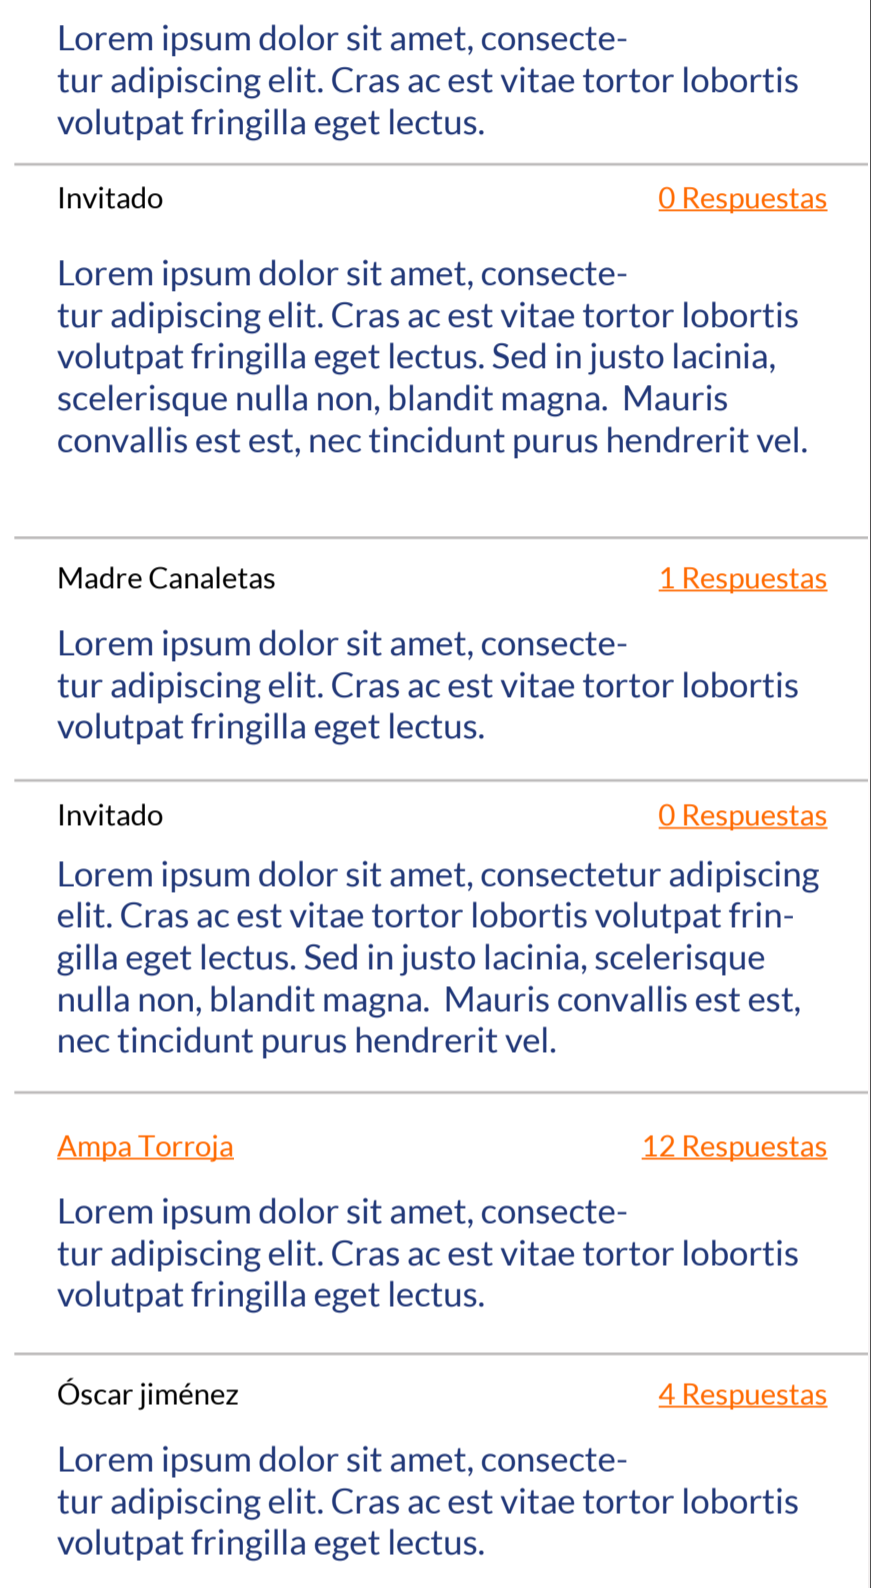 Lorem ipsum dolor sit amet, consecte-
tur adipiscing elit. Cras ac est vitae tortor lobortis
volutpat fringilla eget lectus.
Invitado 0 Respuestas
Lorem ipsum dolor sit amet, consecte-
tur adipiscing elit. Cras ac est vitae tortor lobortis
volutpat fringilla eget lectus. Sed in justo lacinia,
scelerisque nulla non, blandit magna.  Mauris
convallis est est, nec tincidunt purus hendrerit vel.
Madre Canaletas 1 Respuestas
Lorem ipsum dolor sit amet, consecte-
tur adipiscing elit. Cras ac est vitae tortor lobortis
volutpat fringilla eget lectus.
Invitado 0 Respuestas
Lorem ipsum dolor sit amet, consectetur adipiscing
elit. Cras ac est vitae tortor lobortis volutpat frin-
gilla eget lectus. Sed in justo lacinia, scelerisque
nulla non, blandit magna.  Mauris convallis est est,
nec tincidunt purus hendrerit vel.
Ampa Torroja 12 Respuestas
Lorem ipsum dolor sit amet, consecte-
tur adipiscing elit. Cras ac est vitae tortor lobortis
volutpat fringilla eget lectus.
Óscar jiménez 4 Respuestas
Lorem ipsum dolor sit amet, consecte-
tur adipiscing elit. Cras ac est vitae tortor lobortis
volutpat fringilla eget lectus.